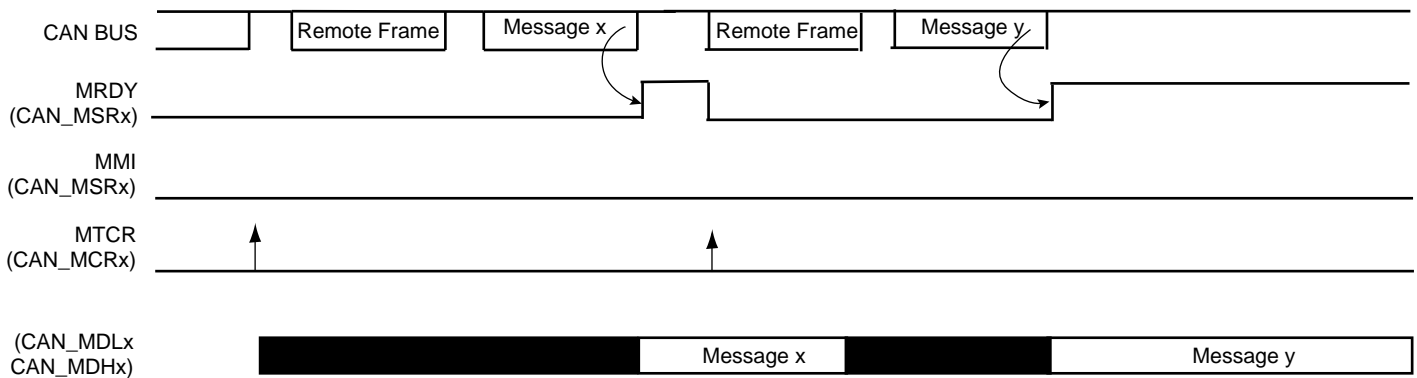 CAN BUS
Remote Frame
Message x
Remote Frame
Message y
MRDY
(CAN_MSRx)
MMI
(CAN_MSRx)
MTCR
(CAN_MCRx)
(CAN_MDLx
CAN_MDHx)
Message x
Message y